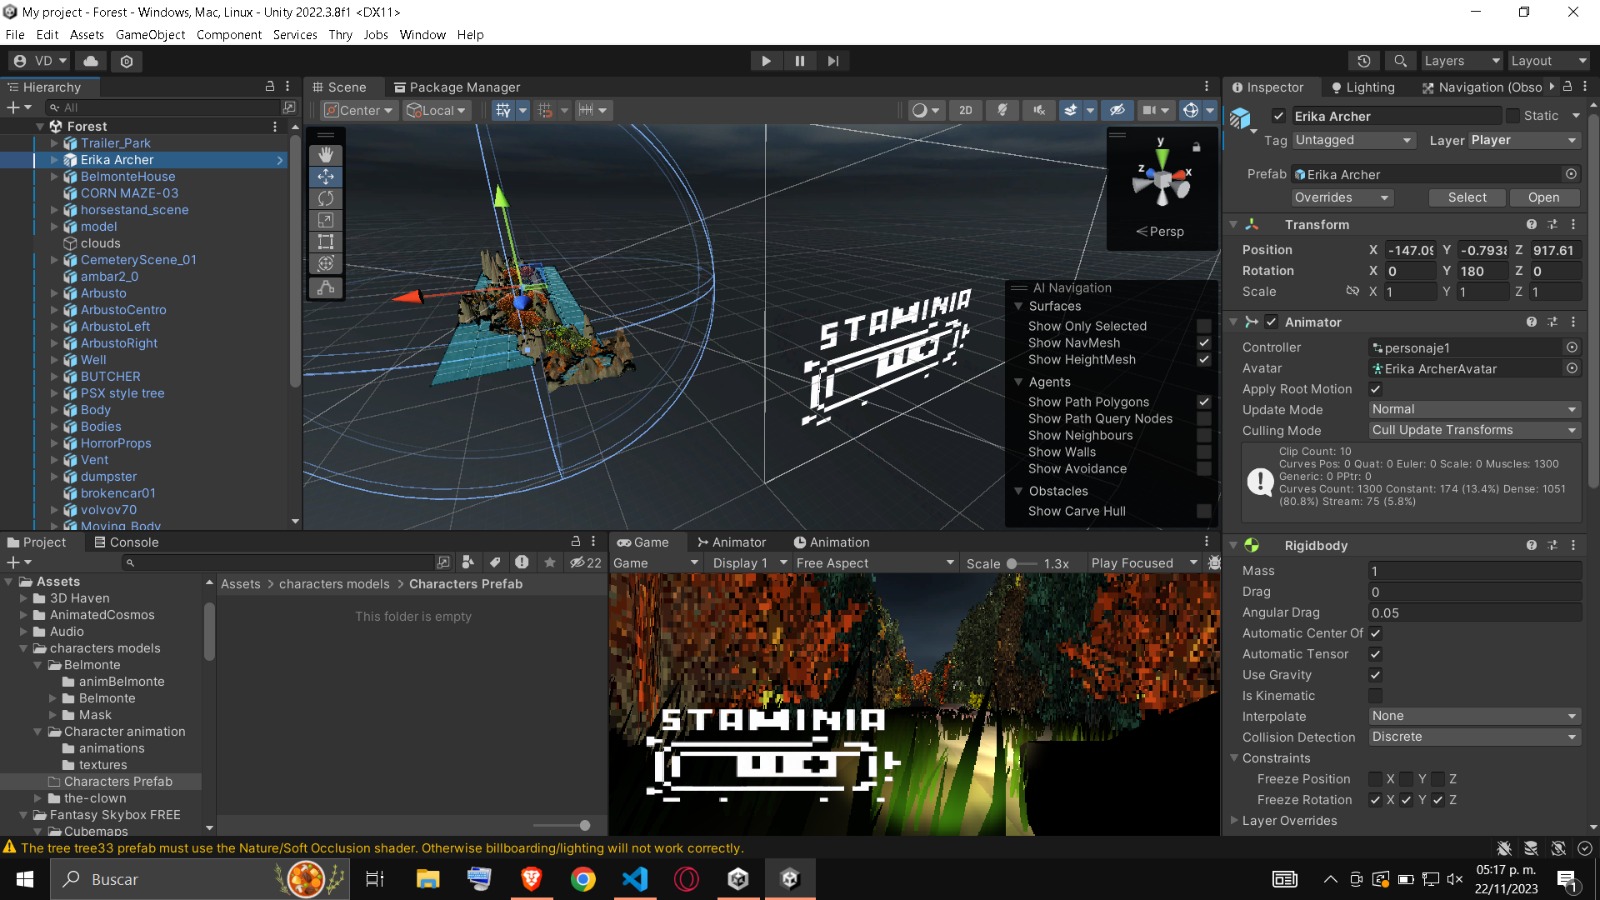 My project - Forest - Windows, Mac, Linux - Unity 2022.3.8f1 <DX11>
File Edit Assets GameObject Component Services Thry Jobs Window Help
VD
Layers Layout
Hierarchy
Scene Package Manager
Inspector Lighting Navigation (Obso
All
Center Local
2D
Forest
Trailer_Park
Erika Archer
BelmonteHouse
CORN MAZE-03
horsestand_scene
model
clouds
CemeteryScene_01
ambar2_0
Arbusto
ArbustoCentro
ArbustoLeft
ArbustoRight
Well
BUTCHER
PSX style tree
Body
Bodies
HorrorProps
Vent
dumpster
brokencar01
volvov70
Moving Body
y
z x
Persp
STAMINIA
AI Navigation
Surfaces
Show Only Selected
Show NavMesh
Show HeightMesh
Agents
Show Path Polygons
Show Path Query Nodes
Show Neighbours
Show Walls
Show Avoidance
Obstacles
Show Carve Hull
Erika Archer Static
Tag Untagged Layer Player
Prefab Erika Archer
Overrides Select Open
Transform
Position X -147.09 Y -0.7938 Z 917.61
Rotation X 0 Y 180 Z 0
Scale X 1 Y 1 Z 1
Animator
Controller personaje1
Avatar Erika ArcherAvatar
Apply Root Motion
Update Mode Normal
Culling Mode Cull Update Transforms
Clip Count: 10
Curves Pos: 0 Quat: 0 Euler: 0 Scale: 0 Muscles: 1300
Generic: 0 PPtr: 0
Curves Count: 1300 Constant: 174 (13.4%) Dense: 1051
(80.8%) Stream: 75 (5.8%)
Rigidbody
Mass 1
Drag 0
Angular Drag 0.05
Automatic Center Of
Automatic Tensor
Use Gravity
Is Kinematic
Interpolate None
Collision Detection Discrete
Constraints
Freeze Position X Y Z
Freeze Rotation X Y Z
Layer Overrides
Project Console
22
Assets
3D Haven
AnimatedCosmos
Audio
characters models
Belmonte
animBelmonte
Belmonte
Mask
Character animation
animations
textures
Characters Prefab
the-clown
Fantasy Skybox FREE
Cubemaps
Assets > characters models > Characters Prefab
This folder is empty
Game Animator Animation
Game Display 1 Free Aspect Scale 1.3x Play Focused
STAMINIA
The tree tree33 prefab must use the Nature/Soft Occlusion shader. Otherwise billboarding/lighting will not work correctly.
Buscar
05:17 p. m.
22/11/2023
1